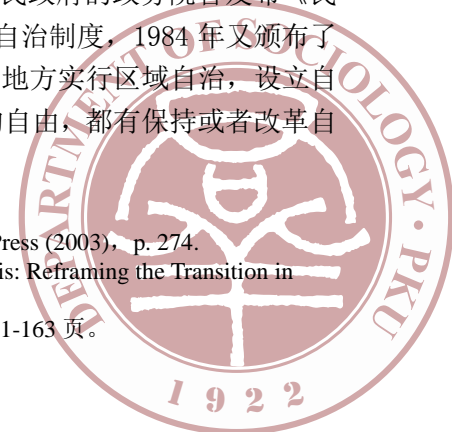 民政府的政务院曾发布《民
自治制度，1984 年又颁布了
地方实行区域自治，设立自
的自由，都有保持或者改革自
Press (2003)，p. 274.
is: Reframing the Transition in
1-163 页。
DEPARTMENT OF SOCIOLOGY · PKU
1922